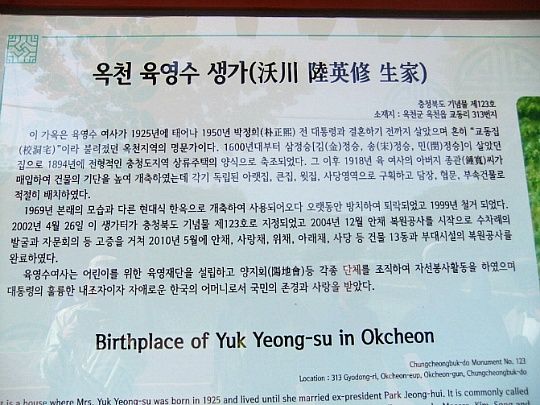 옥천 육영수 생가(沃川 陸英修 生家)
충청북도 기념물 제123호
소재지 : 옥천군 옥천읍 교동리 313번지
이 가옥은 육영수 여사가 1925년에 태어나 1950년 박정희(朴正熙) 전 대통령과 결혼하기 전까지 살았으며 흔히 "교동집
(校洞宅)"이라 불리었던 옥천지역의 명문가이다. 1600년대부터 삼정승[김(金)정승, 송(宋)정승, 민(閔)정승]이 살았던
집으로 1894년에 전형적인 충청도지역 상류주택의 양식으로 축조되었다. 그 이후 1918년 육 여사의 아버지 종관(鍾寬)씨가
매입하여 건물의 기단을 높여 개축하였는데 각기 독립된 아랫집, 큰집, 윗집, 사당영역으로 구획하고 담장, 협문, 부속건물로
적절히 배치하였다.
1969년 본래의 모습과 다른 현대식 한옥으로 개축하여 사용되어오다 오랫동안 방치하여 퇴락되었고 1999년 철거 되었다.
2002년 4월 26일 이 생가터가 충청북도 기념물 제123호로 지정되었고 2004년 12월 안채 복원공사를 시작으로 수차례의
발굴과 자문회의 등 고증을 거쳐 2010년 5월에 안채, 사랑채, 위채, 아래채, 사당 등 건물 13동과 부대시설의 복원공사를
완료하였다.
육영수여사는 어린이를 위한 육영재단을 설립하고 양지회(陽地會)등 각종 단체를 조직하여 자선봉사활동을 하였으며
대통령의 훌륭한 내조자이자 자애로운 한국의 어머니로서 국민의 존경과 사랑을 받았다.
Birthplace of Yuk Yeong-su in Okcheon
Chungcheongbuk-do Monument No. 123
Location : 313 Gyodong-ri, Okcheon-eup, Okcheon-gun, Chungcheongbuk-do
It is a house where Mrs. Yuk Yeong-su was born in 1925 and lived until she married ex-president Park Jeong-hui. It is commonly called
Kim, Song and